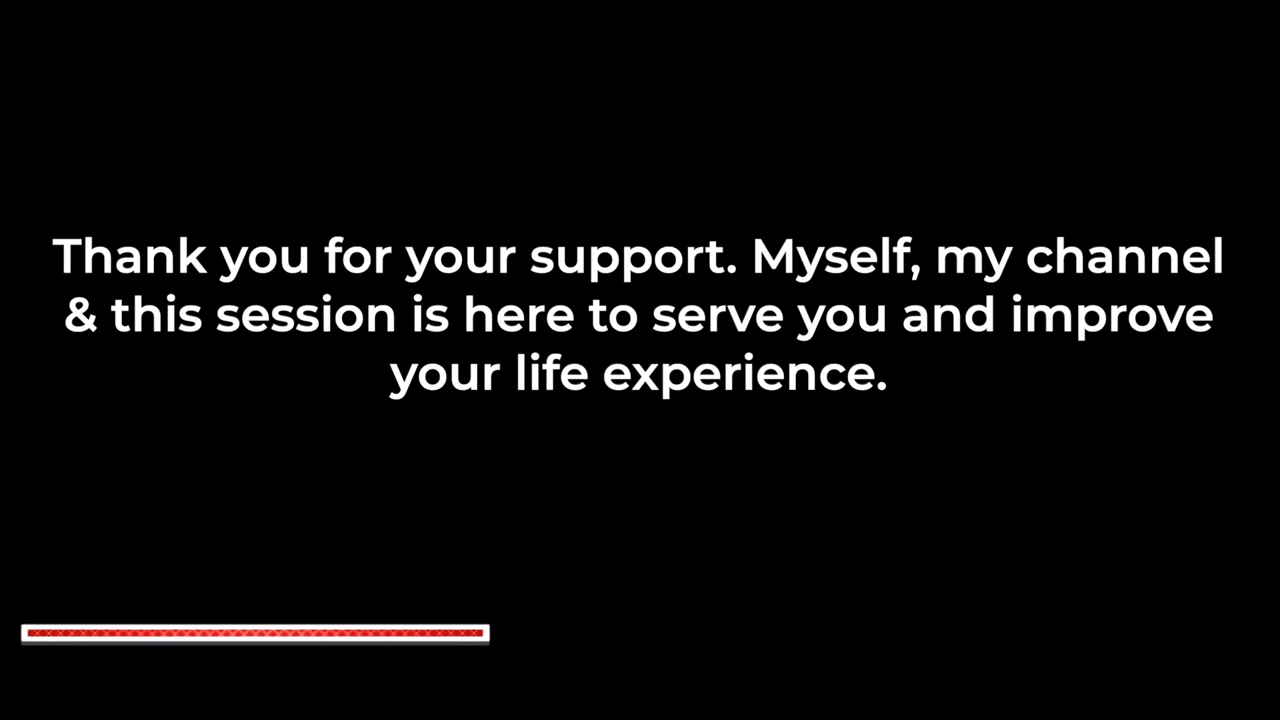 Thank you for your support. Myself, my channel
& this session is here to serve you and improve
your life experience.